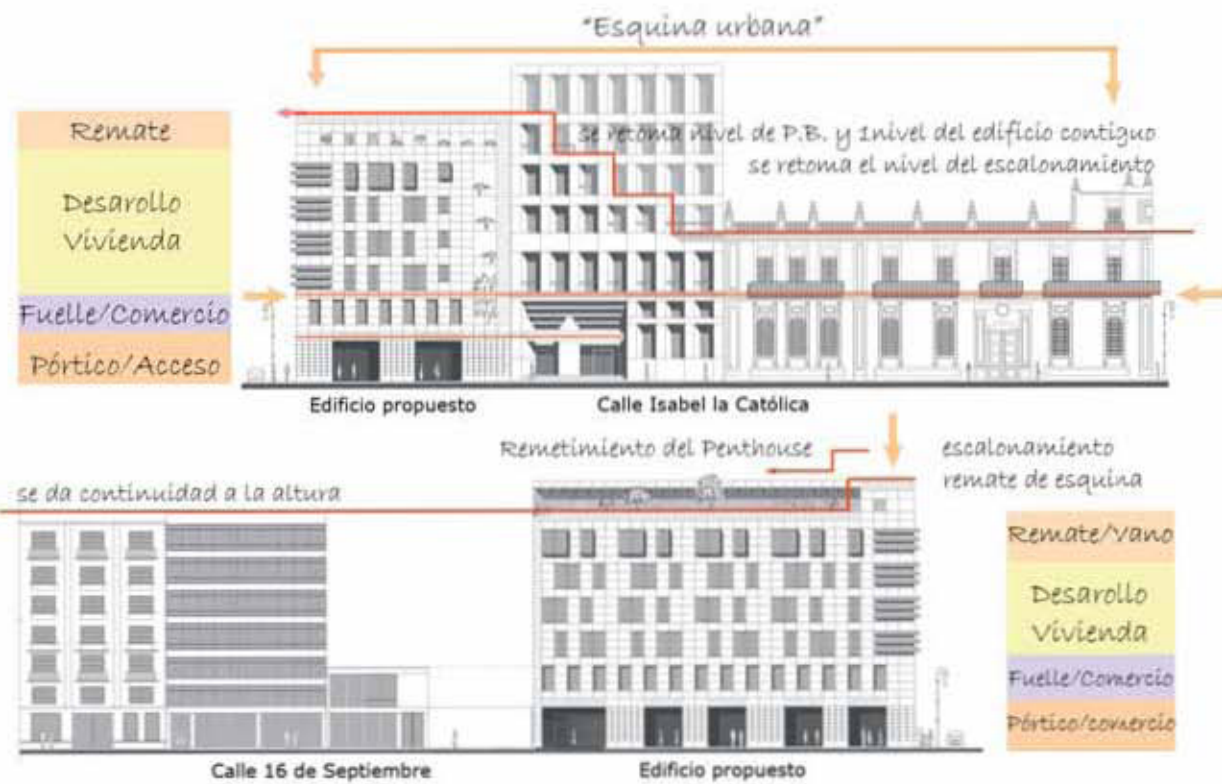 "Esquina urbana"
Remate
Desarollo
Vivienda
Fuelle/Comercio
Pórtico/Acceso
se retoma nivel de P.B. y 1nivel del edificio contiguo
se retoma el nivel del escalonamiento
Edificio propuesto
Calle Isabel la Católica
Remetimiento del Penthouse
escalonamiento
remate de esquina
se da continuidad a la altura
Remate/Vano
Desarollo
Vivienda
Fuelle/Comercio
Pórtico/comercio
Calle 16 de Septiembre
Edificio propuesto